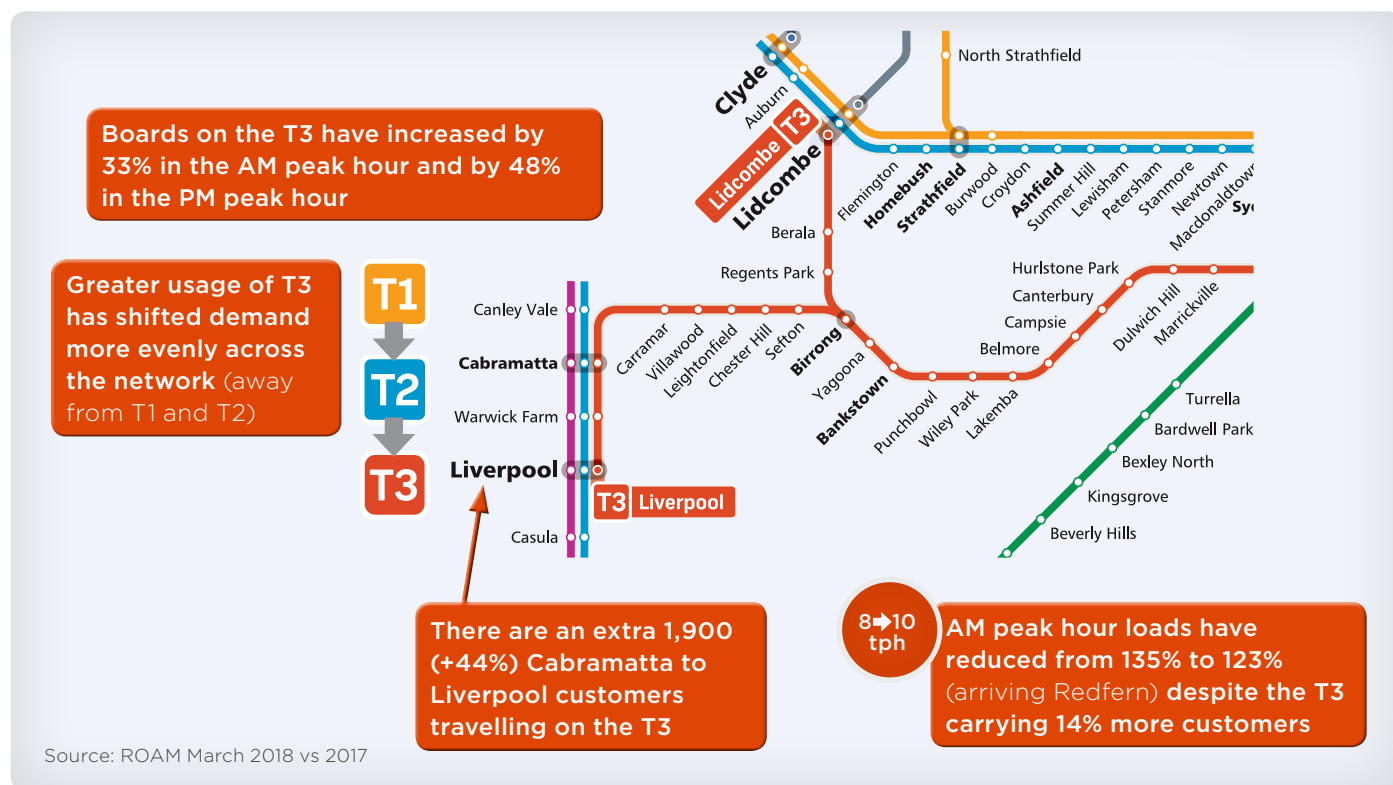 Boards on the T3 have increased by
33% in the AM peak hour and by 48%
in the PM peak hour
Greater usage of T3
has shifted demand
more evenly across
the network (away
from T1 and T2)
T1
T2
T3
Clyde
Auburn
Lidcombe T3
Lidcombe
North Strathfield
Flemington
Homebush
Strathfield
Burwood
Croydon
Ashfield
Summer Hill
Lewisham
Petersham
Stanmore
Newtown
Macdonaldtown
Berala
Regents Park
Canley Vale
Cabramatta
Warwick Farm
Liverpool
T3 Liverpool
Casula
Carramar
Villawood
Leightonfield
Chester Hill
Sefton
Birrong
Yagoona
Bankstown
Punchbowl
Wiley Park
Lakemba
Belmore
Campsie
Canterbury
Hurlstone Park
Dulwich Hill
Marrickville
Turrella
Bardwell Park
Bexley North
Kingsgrove
Beverly Hills
There are an extra 1,900
(+44%) Cabramatta to
Liverpool customers
travelling on the T3
8➡10
tph
AM peak hour loads have
reduced from 135% to 123%
(arriving Redfern) despite the T3
carrying 14% more customers
Source: ROAM March 2018 vs 2017